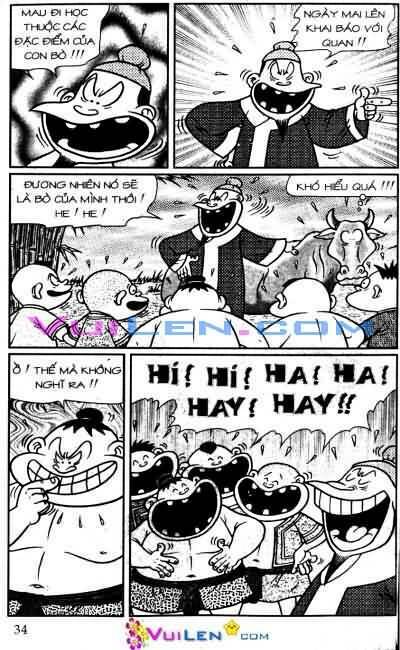 MAU ĐI HỌC
THUỘC CÁC
ĐẶC ĐIỂM CỦA
CON BÒ !!!
NGÀY MAI LÊN
KHAI BÁO VỚI
QUAN !!
ĐƯƠNG NHIÊN NÓ SẼ
LÀ BÒ CỦA MÌNH THÔI !
HE ! HE !
KHÓ HIỂU QUÁ !!!
VUILEN.COM
Ờ ! THẾ MÀ KHÔNG
NGHĨ RA !!
HÍ! HÍ! HA! HA!
HAY! HAY!!
34
VUILEN COM